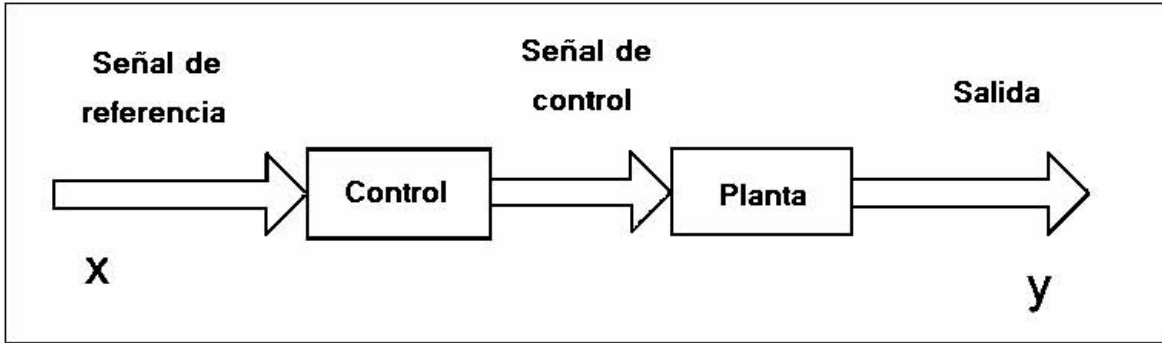 Señal de
referencia
Señal de
control
Salida
Control
Planta
x
y